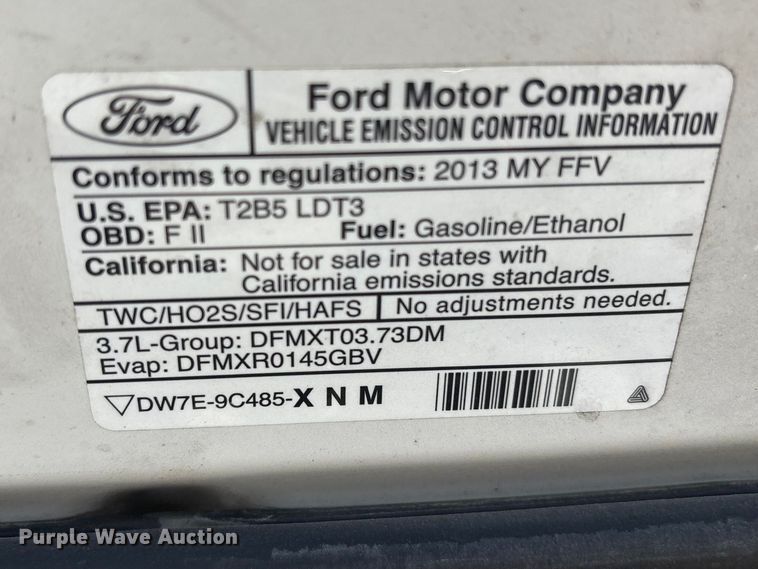 Ford
Ford Motor Company
VEHICLE EMISSION CONTROL INFORMATION
Conforms to regulations: 2013 MY FFV
U.S. EPA: T2B5 LDT3
OBD: F II Fuel: Gasoline/Ethanol
California: Not for sale in states with
California emissions standards.
TWC/HO2S/SFI/HAFS No adjustments needed.
3.7L-Group: DFMXT03.73DM
Evap: DFMXR0145GBV
DW7E-9C485-X N M
Purple Wave Auction